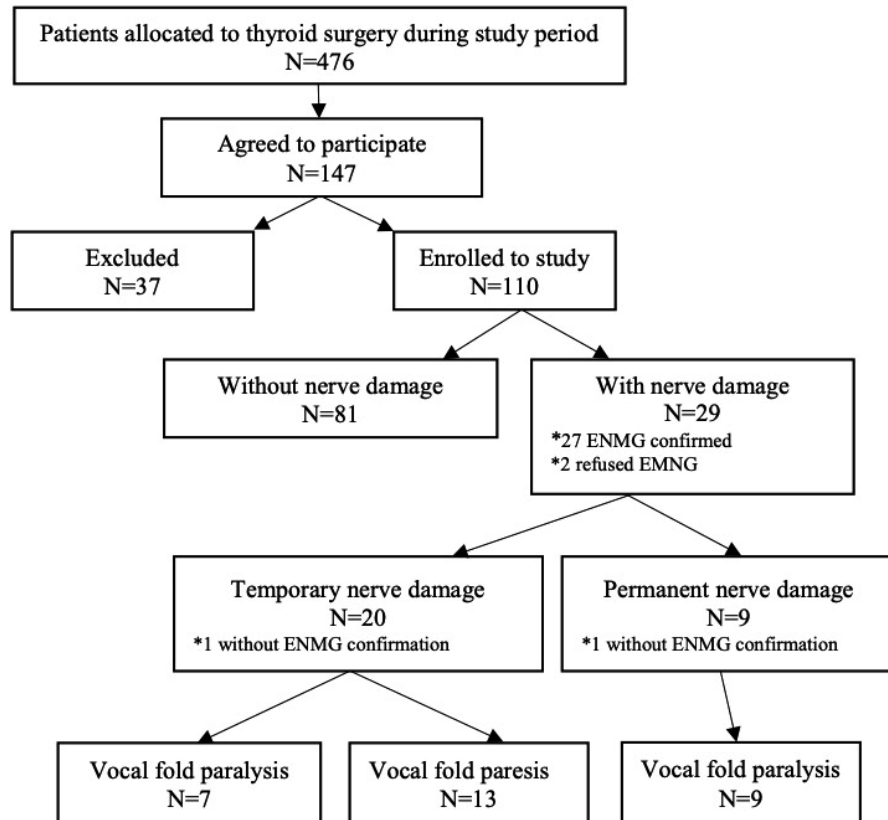 Patients allocated to thyroid surgery during study period
N=476
Agreed to participate
N=147
Excluded
N=37
Enrolled to study
N=110
Without nerve damage
N=81
With nerve damage
N=29
*27 ENMG confirmed
*2 refused EMNG
Temporary nerve damage
N=20
*1 without ENMG confirmation
Permanent nerve damage
N=9
*1 without ENMG confirmation
Vocal fold paralysis
N=7
Vocal fold paresis
N=13
Vocal fold paralysis
N=9